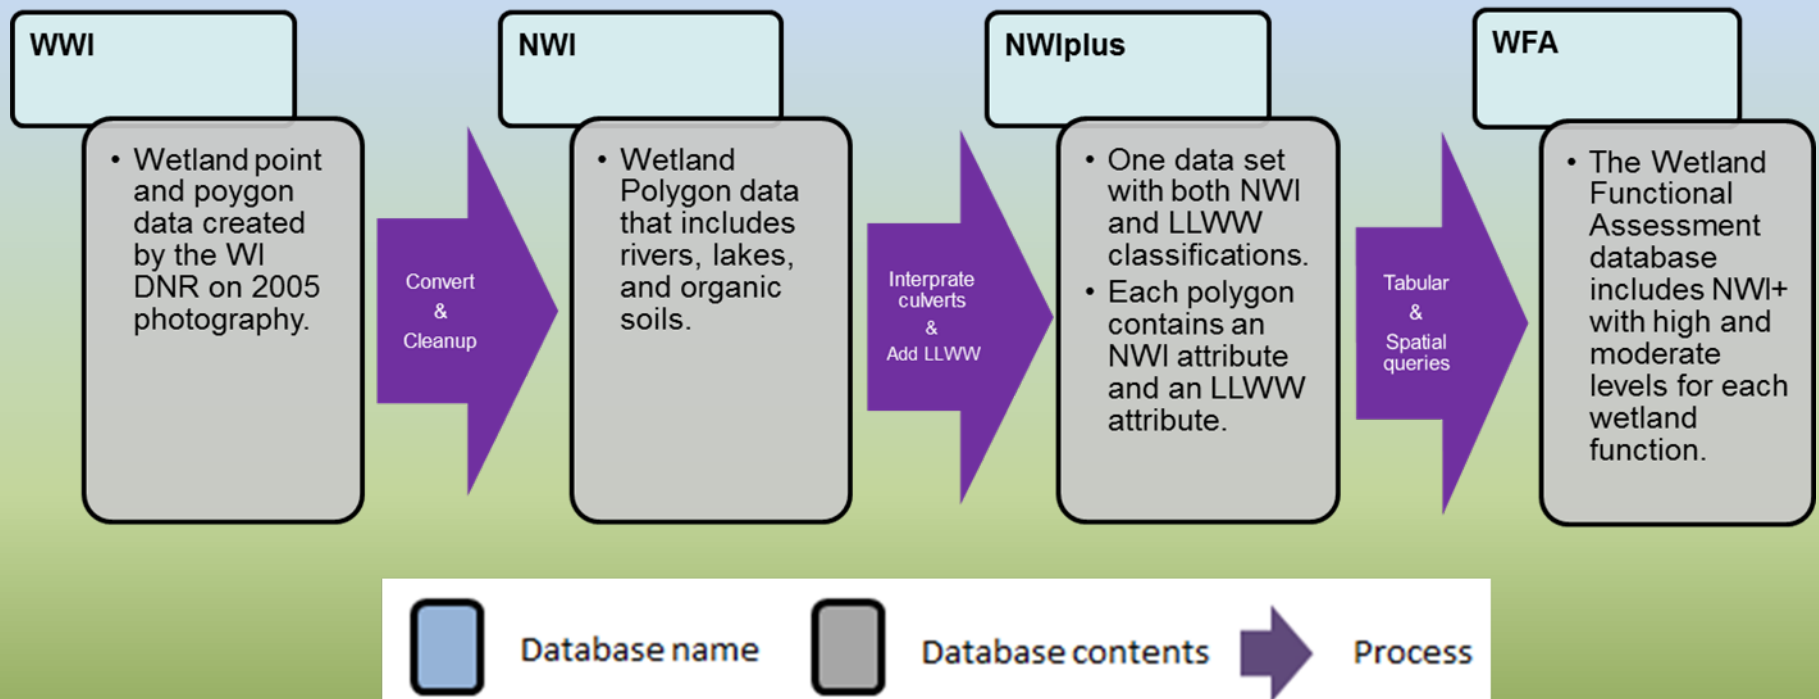 WWI
• Wetland point
and poygon
data created
by the WI
DNR on 2005
photography.
Convert
&
Cleanup
NWI
• Wetland
Polygon data
that includes
rivers, lakes,
and organic
soils.
Interprate
culverts
&
Add LLWW
NWIplus
• One data set
with both NWI
and LLWW
classifications.
• Each polygon
contains an
NWI attribute
and an LLWW
attribute.
Tabular
&
Spatial
queries
WFA
• The Wetland
Functional
Assessment
database
includes NWI+
with high and
moderate
levels for each
wetland
function.
Database name
Database contents
Process